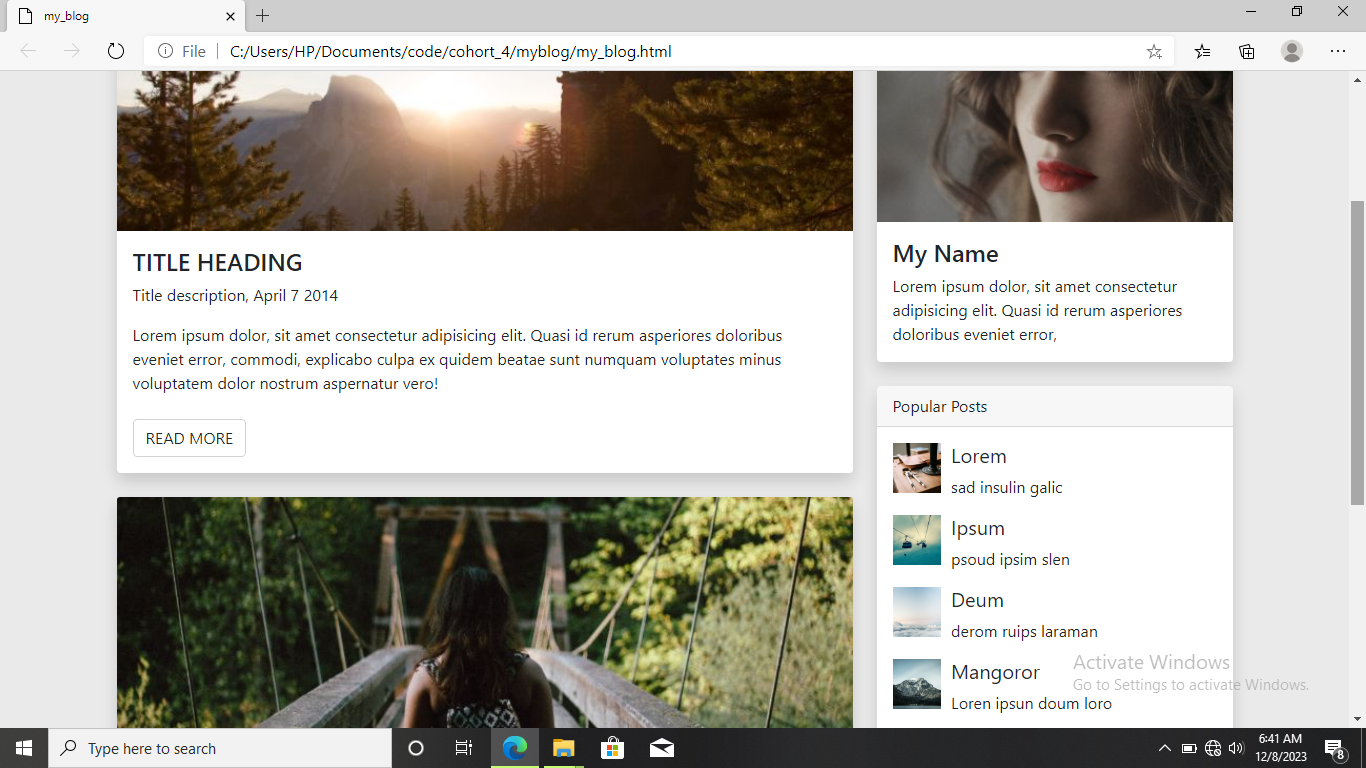 my_blog
File
C:/Users/HP/Documents/code/cohort_4/myblog/my_blog.html
TITLE HEADING
Title description, April 7 2014
Lorem ipsum dolor, sit amet consectetur adipisicing elit. Quasi id rerum asperiores doloribus
eveniet error, commodi, explicabo culpa ex quidem beatae sunt numquam voluptates minus
voluptatem dolor nostrum aspernatur vero!
READ MORE
My Name
Lorem ipsum dolor, sit amet consectetur
adipisicing elit. Quasi id rerum asperiores
doloribus eveniet error,
Popular Posts
Lorem
sad insulin galic
Ipsum
psoud ipsim slen
Deum
derom ruips laraman
Mangoror
Loren ipsun doum loro
Activate Windows
Go to Settings to activate Windows.
Type here to search
6:41 AM
12/8/2023
8